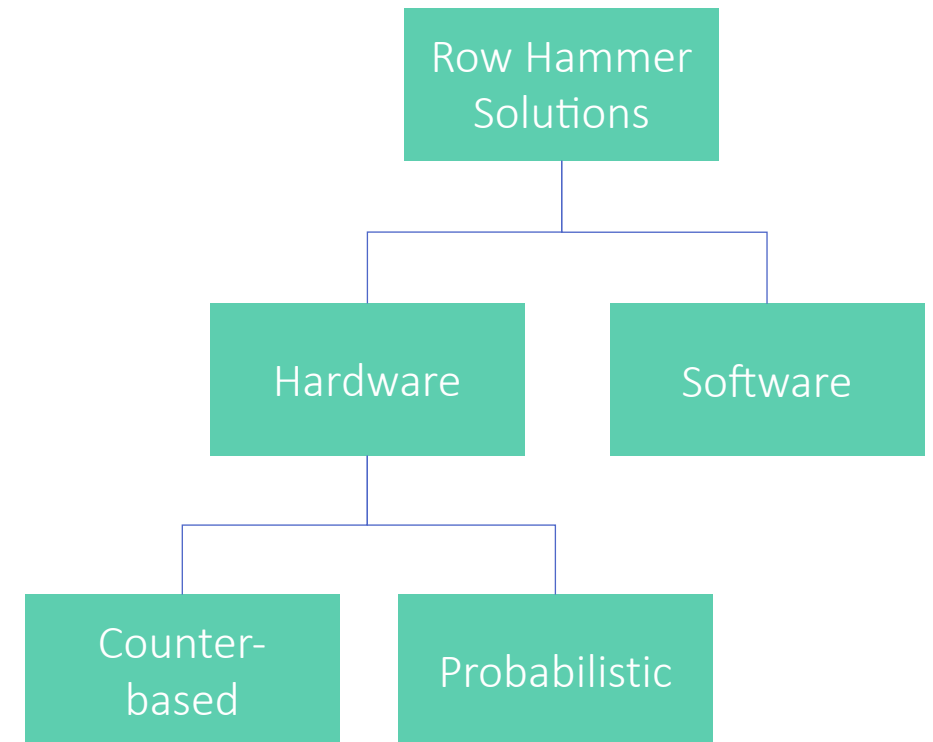 Row Hammer
Solutions
Hardware
Software
Counter-
based
Probabilistic